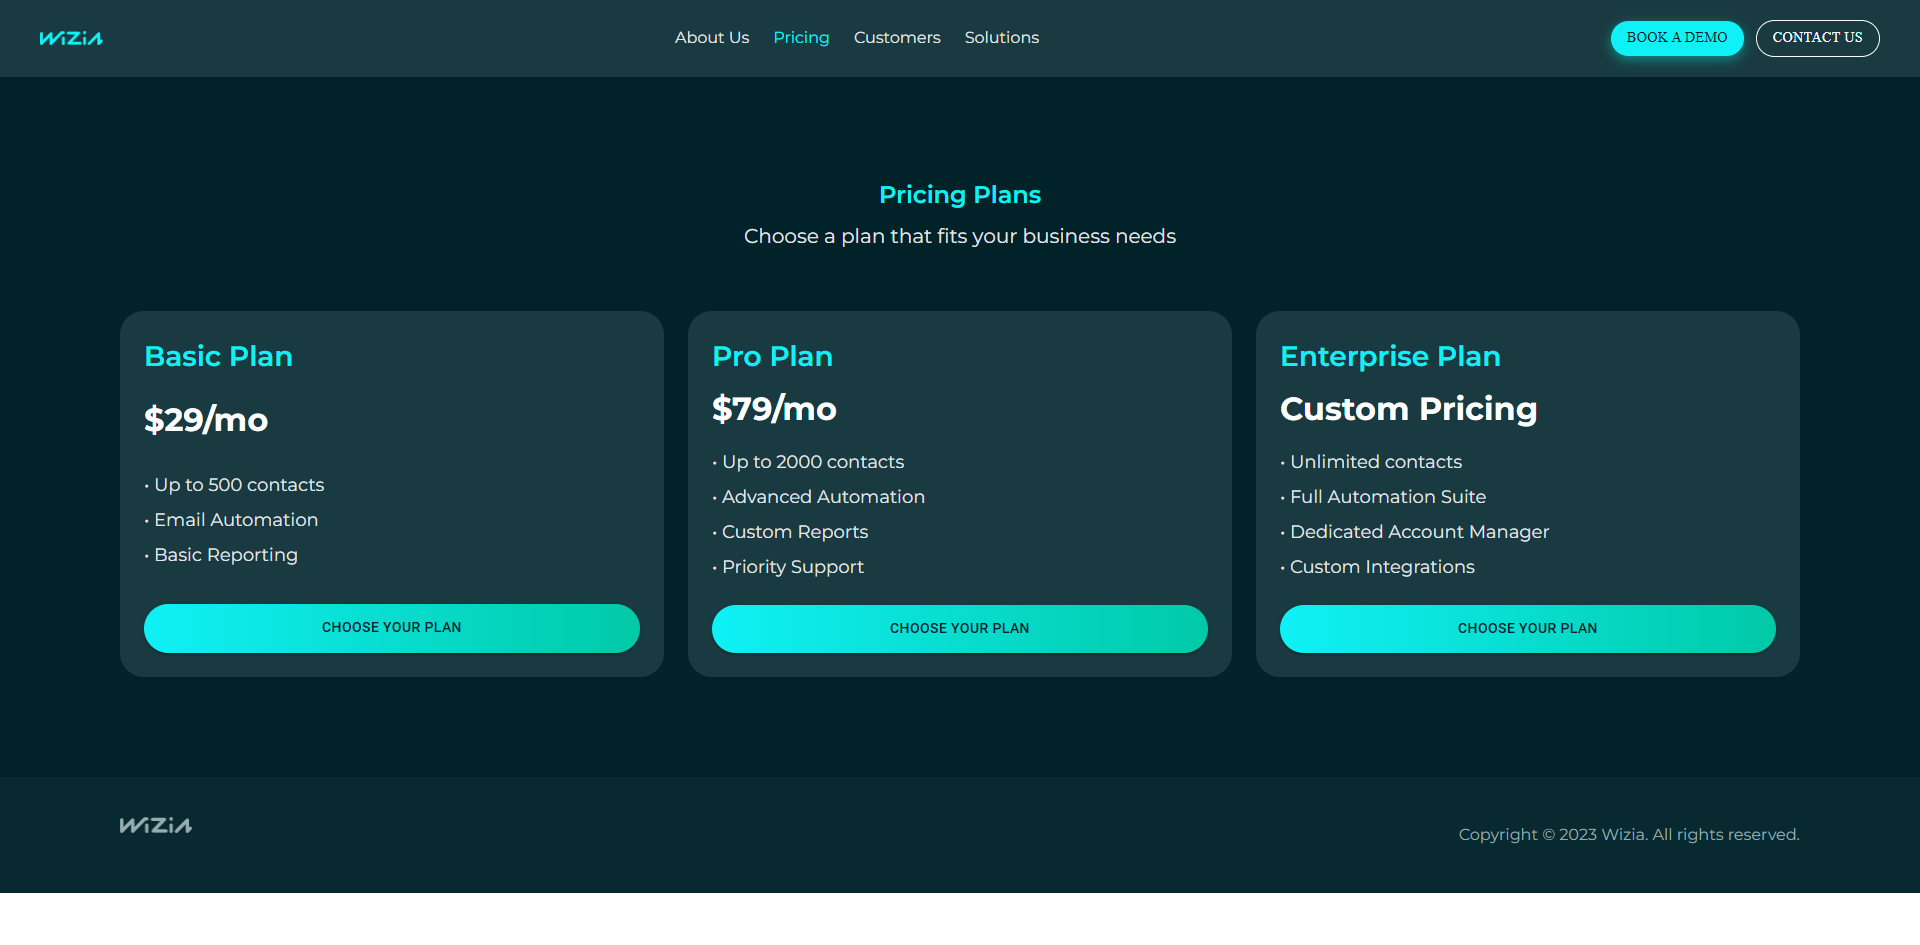 Wizia
About Us Pricing Customers Solutions
BOOK A DEMO CONTACT US
Pricing Plans
Choose a plan that fits your business needs
Basic Plan
$29/mo
• Up to 500 contacts
• Email Automation
• Basic Reporting
CHOOSE YOUR PLAN
Pro Plan
$79/mo
• Up to 2000 contacts
• Advanced Automation
• Custom Reports
• Priority Support
CHOOSE YOUR PLAN
Enterprise Plan
Custom Pricing
• Unlimited contacts
• Full Automation Suite
• Dedicated Account Manager
• Custom Integrations
CHOOSE YOUR PLAN
Wizia
Copyright © 2023 Wizia. All rights reserved.